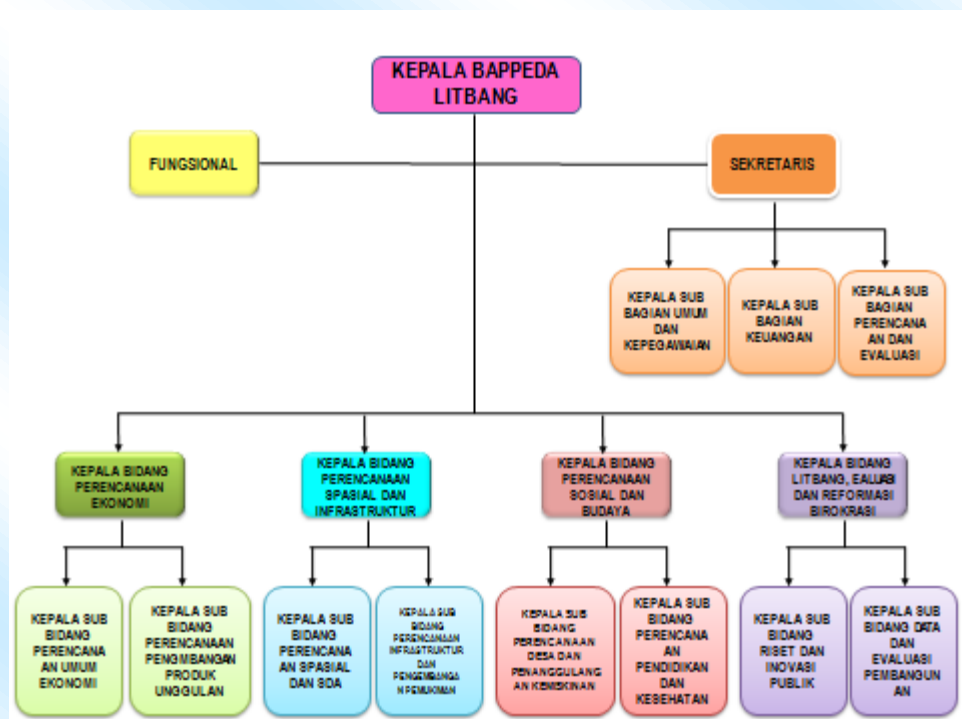 KEPALA BAPPEDA
LITBANG
FUNGSIONAL
SEKRETARIS
KEPALA SUB
BAGIAN UMUM
DAN
KEPEGAWAIAN
KEPALA SUB
BAGIAN
KEUANGAN
KEPALA SUB
BAGIAN
PERENCANA
AN DAN
EVALUASI
KEPALA BIDANG
PERENCANAAN
EKONOMI
KEPALA BIDANG
PERENCANAAN
SPASIAL DAN
INFRASTRUKTUR
KEPALA BIDANG
PERENCANAAN
SOSIAL DAN
BUDAYA
KEPALA BIDANG
LITBANG, EALUASI
DAN REFORMASI
BIROKRASI
KEPALA SUB
BIDANG
PERENCANA
AN UMUM
EKONOMI
KEPALA SUB
BIDANG
PERENCANAAN
PENGMBANGAN
PRODUK
UNGGULAN
KEPALA SUB
BIDANG
PERENCANA
AN SPASIAL
DAN SDA
KEPALA SUB
BIDANG
PERENCANAAN
INFRASTRUKTUR
DAN
PENGEMBANGA
N PEMUKIMAN
KEPALA SUB
BIDANG
PERENCANAAN
DESA DAN
PENANGGULANG
AN KEMISKINAN
KEPALA SUB
BIDANG
PERENCANA
AN
PENDIDIKAN
DAN
KESEHATAN
KEPALA SUB
BIDANG
RISET DAN
INOVASI
PUBLIK
KEPALA SUB
BIDANG DATA
DAN
EVALUASI
PEMBANGUN
AN